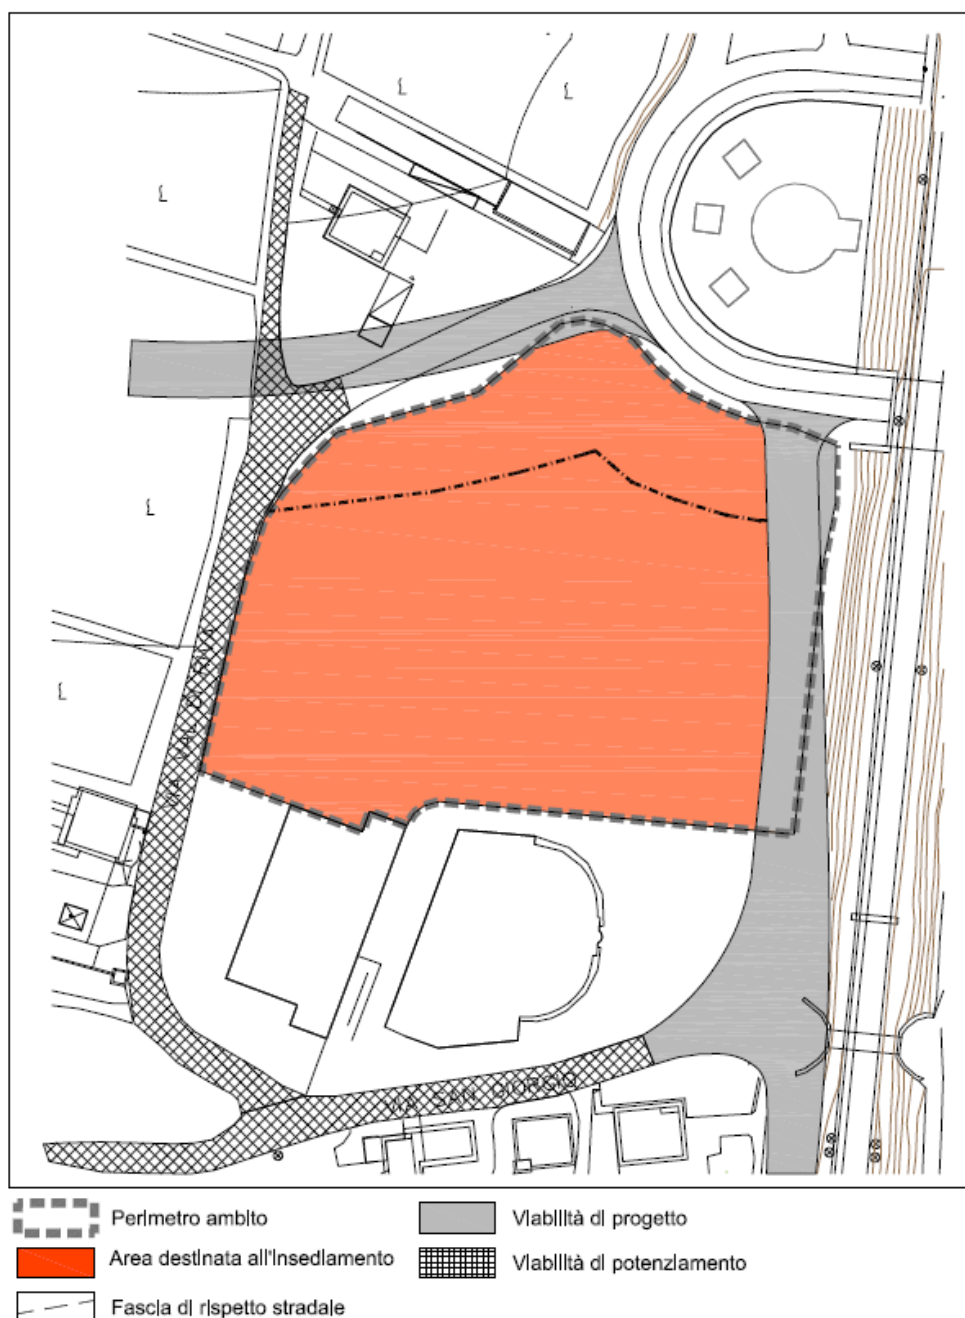 VIA SAN GIORGIO
Perimetro ambito
Viabilità di progetto
Area destinata all'insediamento
Viabilità di potenziamento
Fascia di rispetto stradale